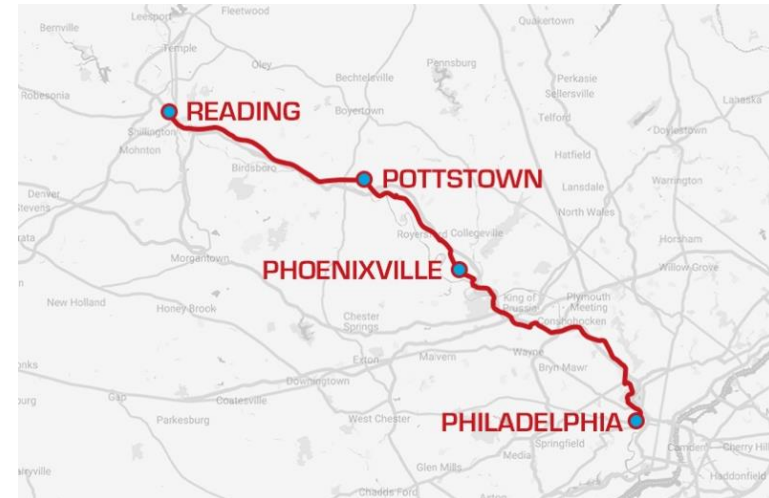 Leesport
Fletwood
Bernville
Quakertown
Temple
Oley
Pennsburg
Bechtelsville
Perkasie
Sellersville
Robesonia
Lahaska
READING
Boyertown
Telford
Shillington
Doylestown
Mohnton
Hatfield
Birdsboro
Warrington
POTTSTOWN
Lansdale
Denver
Stevens
North Wales
Royersford
Collegeville
Horsham
Morgantown
PHOENIXVILLE
Willow Grove
King of
Prussia
Plymouth
Meeting
New Holland
Honey Brook
Chester
Springs
Conshohocken
Wayne
Exton
Malvern
Bryn Mawr
Downingtown
Gap
Coatesville
Parkesburg
West Chester
PHILADELPHIA
Springfield
Camden
Cherry Hill
Media
Glen Mills
Haddonfield
Chadds Ford